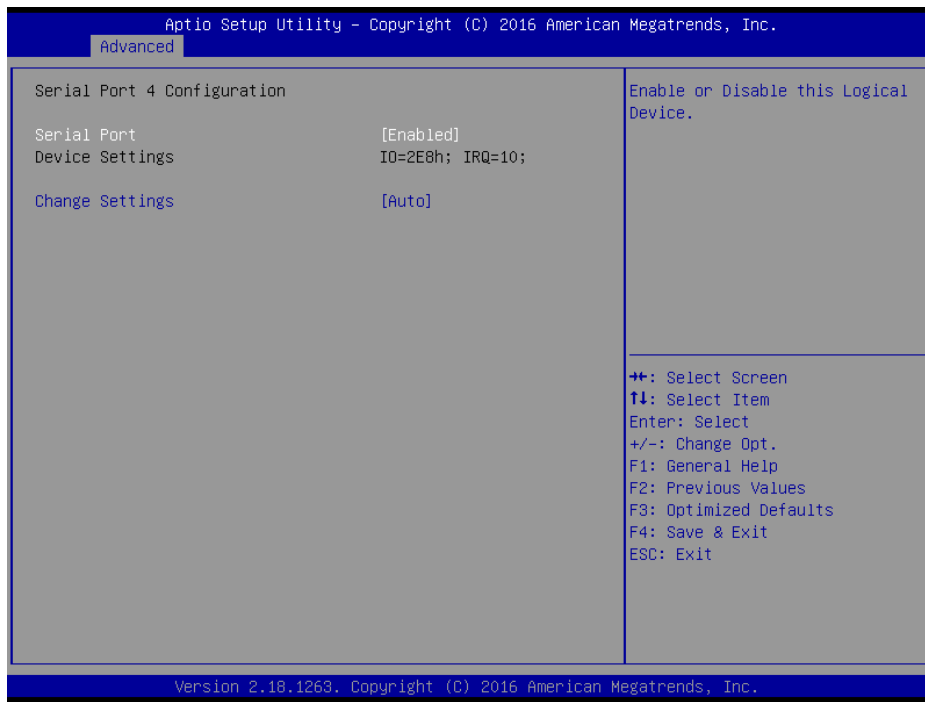 Aptio Setup Utility – Copyright (C) 2016 American Megatrends, Inc.
Advanced
Serial Port 4 Configuration
Serial Port [Enabled]
Device Settings IO=2E8h; IRQ=10;
Change Settings [Auto]
Enable or Disable this Logical
Device.
→←: Select Screen
↑↓: Select Item
Enter: Select
+/-: Change Opt.
F1: General Help
F2: Previous Values
F3: Optimized Defaults
F4: Save & Exit
ESC: Exit
Version 2.18.1263. Copyright (C) 2016 American Megatrends, Inc.